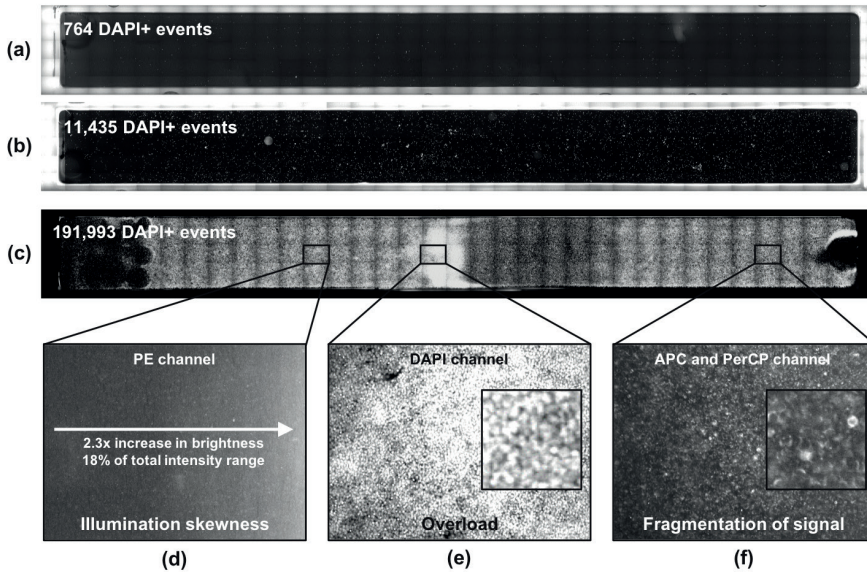 (a)
764 DAPI+ events
(b)
11,435 DAPI+ events
(c)
191,993 DAPI+ events
PE channel
2.3x increase in brightness
18% of total intensity range
Illumination skewness
(d)
DAPI channel
Overload
(e)
APC and PerCP channel
Fragmentation of signal
(f)